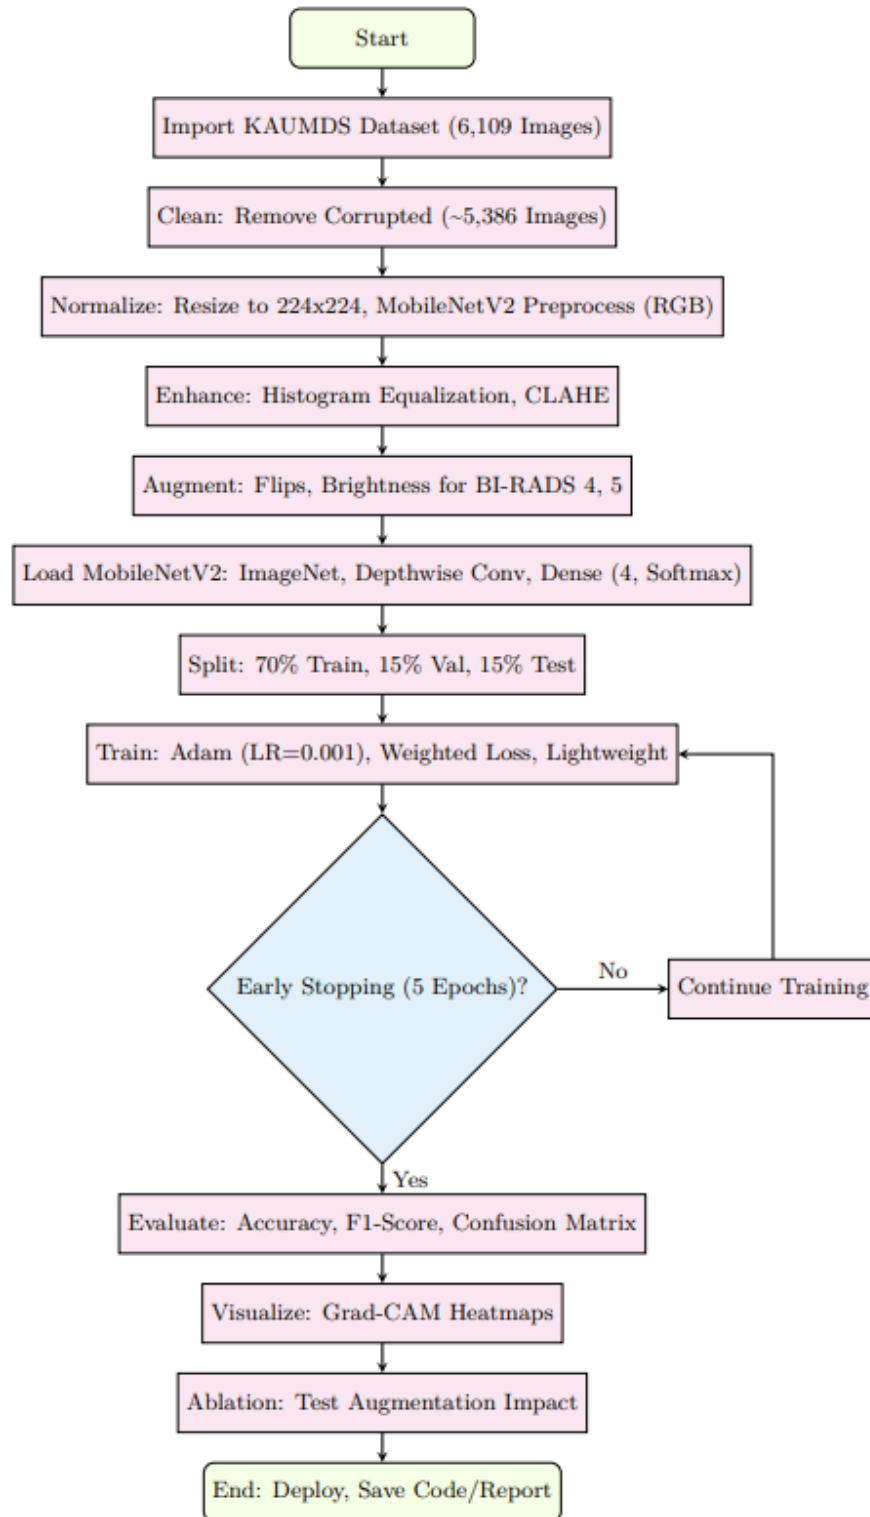 Start
Import KAUMDS Dataset (6,109 Images)
Clean: Remove Corrupted (~5,386 Images)
Normalize: Resize to 224x224, MobileNetV2 Preprocess (RGB)
Enhance: Histogram Equalization, CLAHE
Augment: Flips, Brightness for BI-RADS 4, 5
Load MobileNetV2: ImageNet, Depthwise Conv, Dense (4, Softmax)
Split: 70% Train, 15% Val, 15% Test
Train: Adam (LR=0.001), Weighted Loss, Lightweight
Early Stopping (5 Epochs)?
No
Continue Training
Yes
Evaluate: Accuracy, F1-Score, Confusion Matrix
Visualize: Grad-CAM Heatmaps
Ablation: Test Augmentation Impact
End: Deploy, Save Code/Report